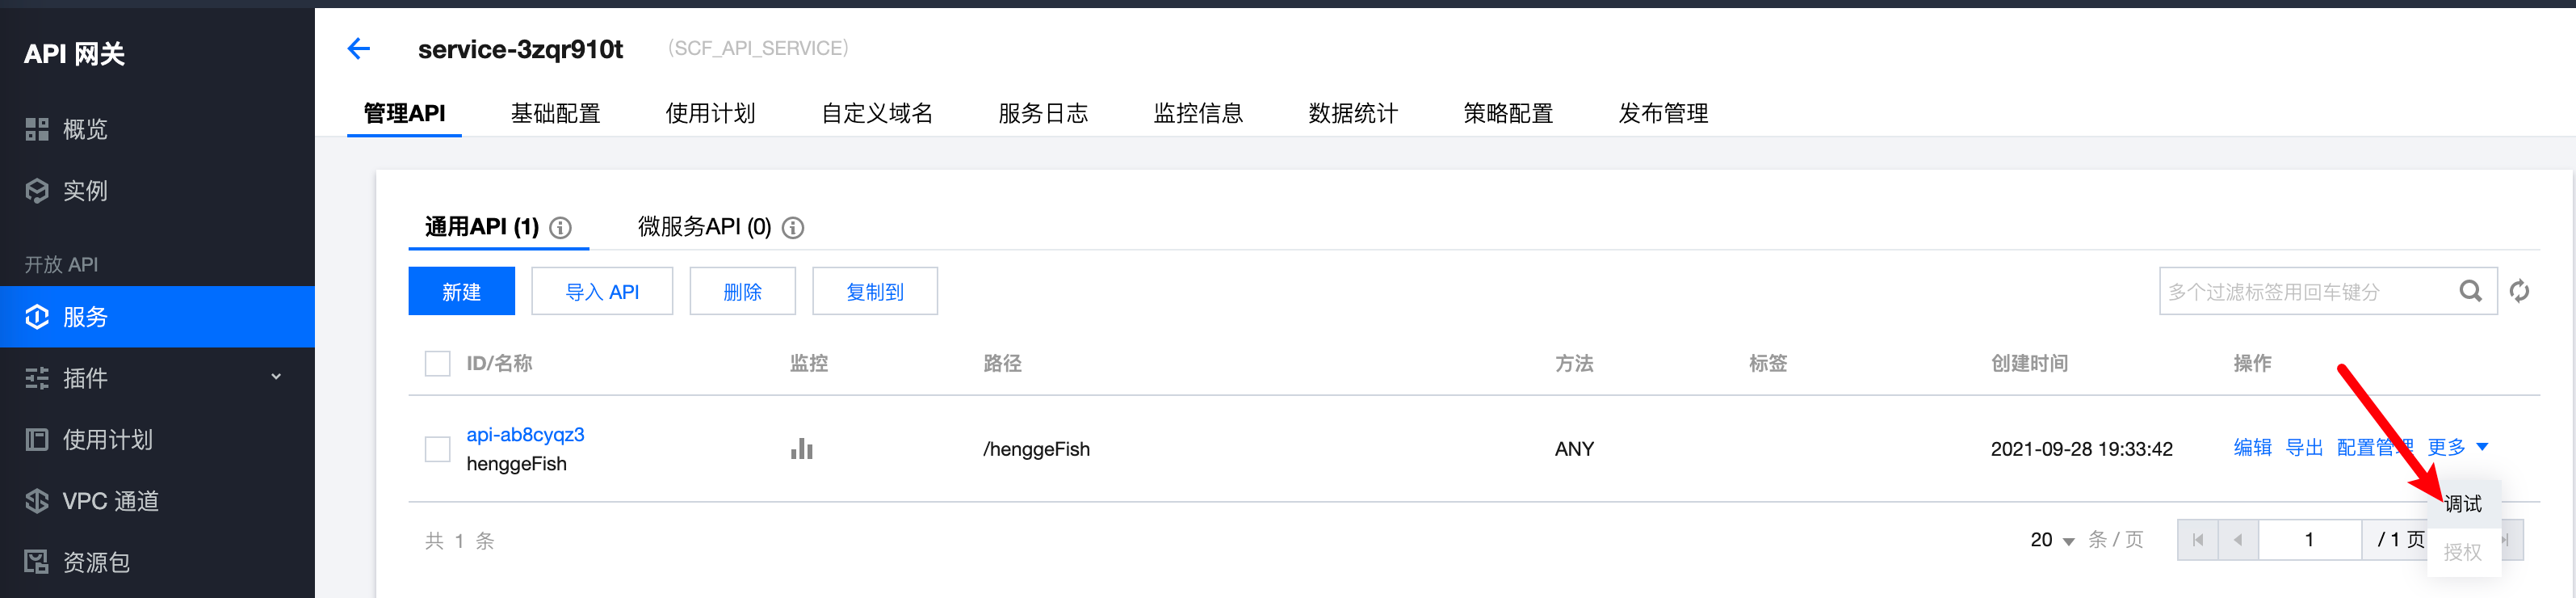 API 网关
概览
实例
开放 API
服务
插件
使用计划
VPC 通道
资源包
service-3zqr910t (SCF_API_SERVICE)
管理API 基础配置 使用计划 自定义域名 服务日志 监控信息 数据统计 策略配置 发布管理
通用API (1) 微服务API (0)
新建 导入 API 删除 复制到 多个过滤标签用回车键分
ID/名称 监控 路径 方法 标签 创建时间 操作
api-ab8cyqz3
henggeFish /henggeFish ANY 2021-09-28 19:33:42 编辑 导出 配置管理 更多
调试
授权
共 1 条 20 条 / 页 1 / 1 页